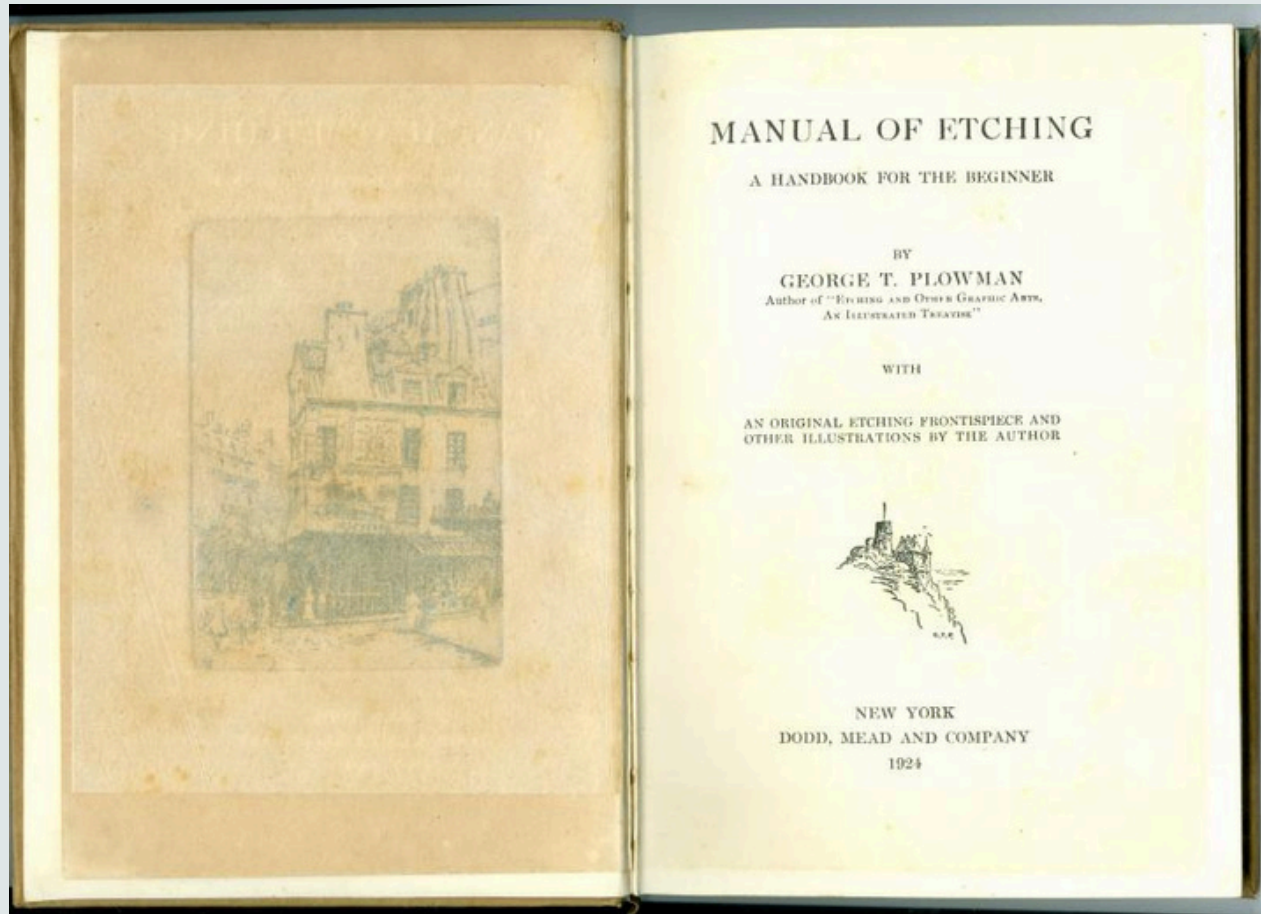 MANUAL OF ETCHING
A HANDBOOK FOR THE BEGINNER
BY
GEORGE T. PLOWMAN
Author of "Etching and Other Graphic Arts,
An Illustrated Treatise"
WITH
AN ORIGINAL ETCHING FRONTISPIECE AND
OTHER ILLUSTRATIONS BY THE AUTHOR
NEW YORK
DODD, MEAD AND COMPANY
1924